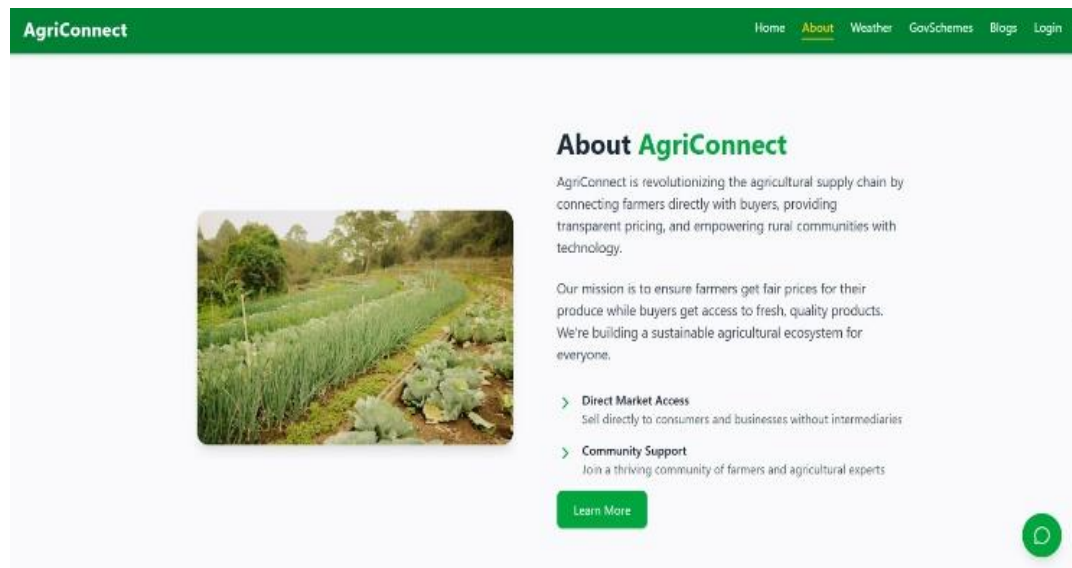 AgriConnect
Home About Weather GovSchemes Blogs Login
About AgriConnect
AgriConnect is revolutionizing the agricultural supply chain by
connecting farmers directly with buyers, providing
transparent pricing, and empowering rural communities with
technology.
Our mission is to ensure farmers get fair prices for their
produce while buyers get access to fresh, quality products.
We're building a sustainable agricultural ecosystem for
everyone.
Direct Market Access
Sell directly to consumers and businesses without intermediaries
Community Support
Join a thriving community of farmers and agricultural experts
Learn More